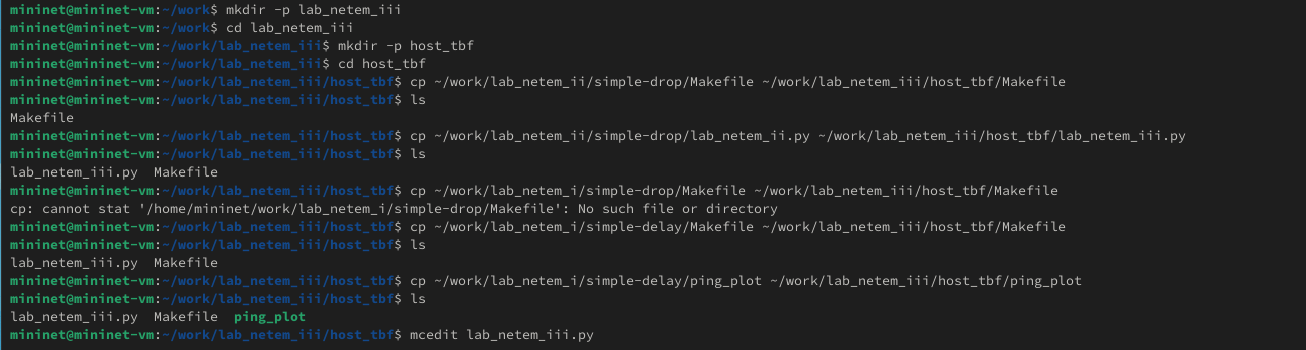 mininet@mininet-vm:~/work$ mkdir -p lab_netem_iii
mininet@mininet-vm:~/work$ cd lab_netem_iii
mininet@mininet-vm:~/work/lab_netem_iii$ mkdir -p host_tbf
mininet@mininet-vm:~/work/lab_netem_iii$ cd host_tbf
mininet@mininet-vm:~/work/lab_netem_iii/host_tbf$ cp ~/work/lab_netem_ii/simple-drop/Makefile ~/work/lab_netem_iii/host_tbf/Makefile
mininet@mininet-vm:~/work/lab_netem_iii/host_tbf$ ls
Makefile
mininet@mininet-vm:~/work/lab_netem_iii/host_tbf$ cp ~/work/lab_netem_ii/simple-drop/lab_netem_ii.py ~/work/lab_netem_iii/host_tbf/lab_netem_iii.py
mininet@mininet-vm:~/work/lab_netem_iii/host_tbf$ ls
lab_netem_iii.py  Makefile
mininet@mininet-vm:~/work/lab_netem_iii/host_tbf$ cp ~/work/lab_netem_i/simple-drop/Makefile ~/work/lab_netem_iii/host_tbf/Makefile
cp: cannot stat '/home/mininet/work/lab_netem_i/simple-drop/Makefile': No such file or directory
mininet@mininet-vm:~/work/lab_netem_iii/host_tbf$ cp ~/work/lab_netem_i/simple-delay/Makefile ~/work/lab_netem_iii/host_tbf/Makefile
mininet@mininet-vm:~/work/lab_netem_iii/host_tbf$ ls
lab_netem_iii.py  Makefile
mininet@mininet-vm:~/work/lab_netem_iii/host_tbf$ cp ~/work/lab_netem_i/simple-delay/ping_plot ~/work/lab_netem_iii/host_tbf/ping_plot
mininet@mininet-vm:~/work/lab_netem_iii/host_tbf$ ls
lab_netem_iii.py  Makefile  ping_plot
mininet@mininet-vm:~/work/lab_netem_iii/host_tbf$ mcedit lab_netem_iii.py